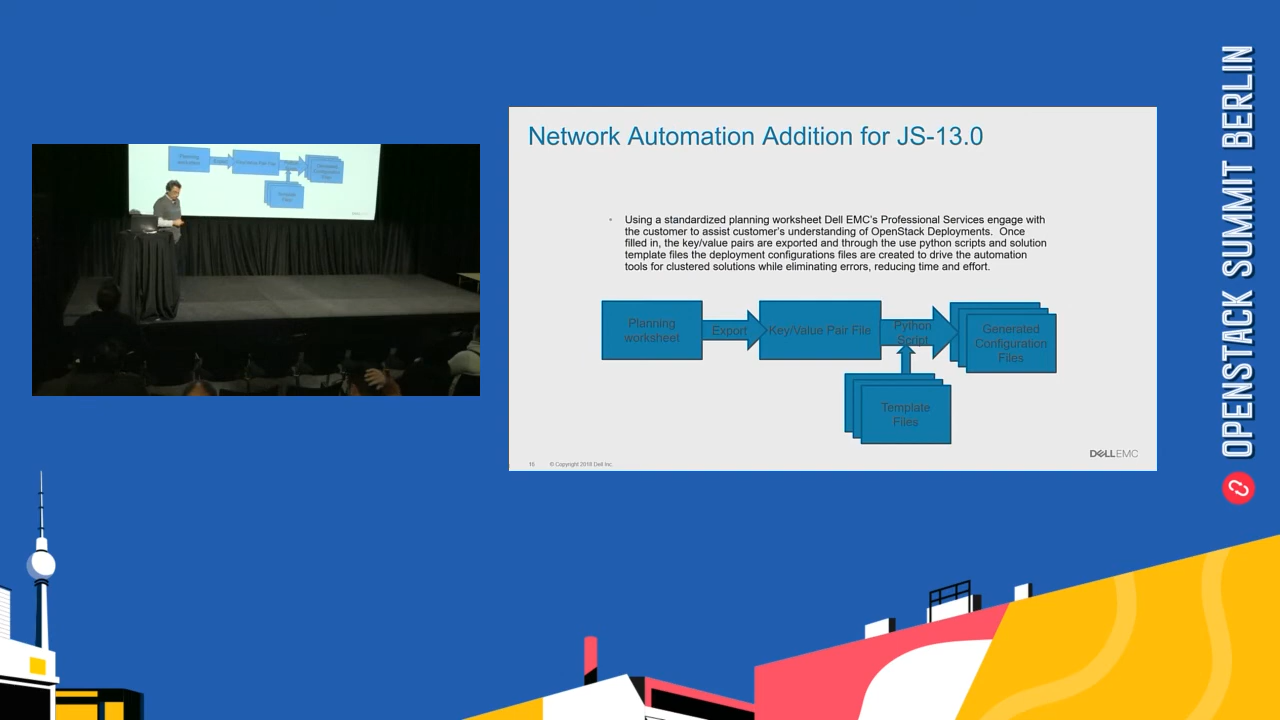 Network Automation Addition for JS-13.0
• Using a standardized planning worksheet Dell EMC's Professional Services engage with
the customer to assist customer's understanding of OpenStack Deployments. Once
filled in, the key/value pairs are exported and through the use python scripts and solution
template files the deployment configurations files are created to drive the automation
tools for clustered solutions while eliminating errors, reducing time and effort.
Planning
worksheet
Export
Key/Value Pair File
Python
Script
Generated
Configuration
Files
Template
Files
16 © Copyright 2018 Dell Inc.
DELLEMC
OPENSTACK SUMMIT BERLIN